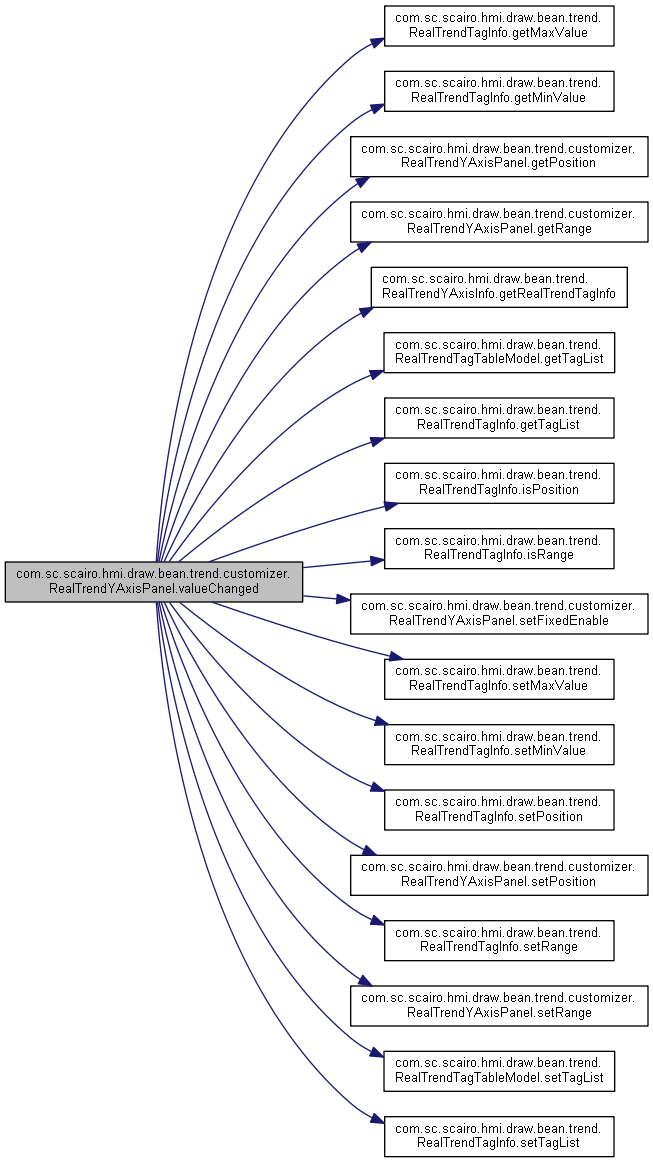 com.sc.scairo.hmi.draw.bean.trend.
RealTrendTagInfo.getMaxValue
com.sc.scairo.hmi.draw.bean.trend.
RealTrendTagInfo.getMinValue
com.sc.scairo.hmi.draw.bean.trend.customizer.
RealTrendYAxisPanel.getPosition
com.sc.scairo.hmi.draw.bean.trend.customizer.
RealTrendYAxisPanel.getRange
com.sc.scairo.hmi.draw.bean.trend.
RealTrendYAxisInfo.getRealTrendTagInfo
com.sc.scairo.hmi.draw.bean.trend.
RealTrendTagTableModel.getTagList
com.sc.scairo.hmi.draw.bean.trend.
RealTrendTagInfo.getTagList
com.sc.scairo.hmi.draw.bean.trend.
RealTrendTagInfo.isPosition
com.sc.scairo.hmi.draw.bean.trend.
RealTrendTagInfo.isRange
com.sc.scairo.hmi.draw.bean.trend.customizer.
RealTrendYAxisPanel.valueChanged
com.sc.scairo.hmi.draw.bean.trend.customizer.
RealTrendYAxisPanel.setFixedEnable
com.sc.scairo.hmi.draw.bean.trend.
RealTrendTagInfo.setMaxValue
com.sc.scairo.hmi.draw.bean.trend.
RealTrendTagInfo.setMinValue
com.sc.scairo.hmi.draw.bean.trend.
RealTrendTagInfo.setPosition
com.sc.scairo.hmi.draw.bean.trend.customizer.
RealTrendYAxisPanel.setPosition
com.sc.scairo.hmi.draw.bean.trend.
RealTrendTagInfo.setRange
com.sc.scairo.hmi.draw.bean.trend.customizer.
RealTrendYAxisPanel.setRange
com.sc.scairo.hmi.draw.bean.trend.
RealTrendTagTableModel.setTagList
com.sc.scairo.hmi.draw.bean.trend.
RealTrendTagInfo.setTagList